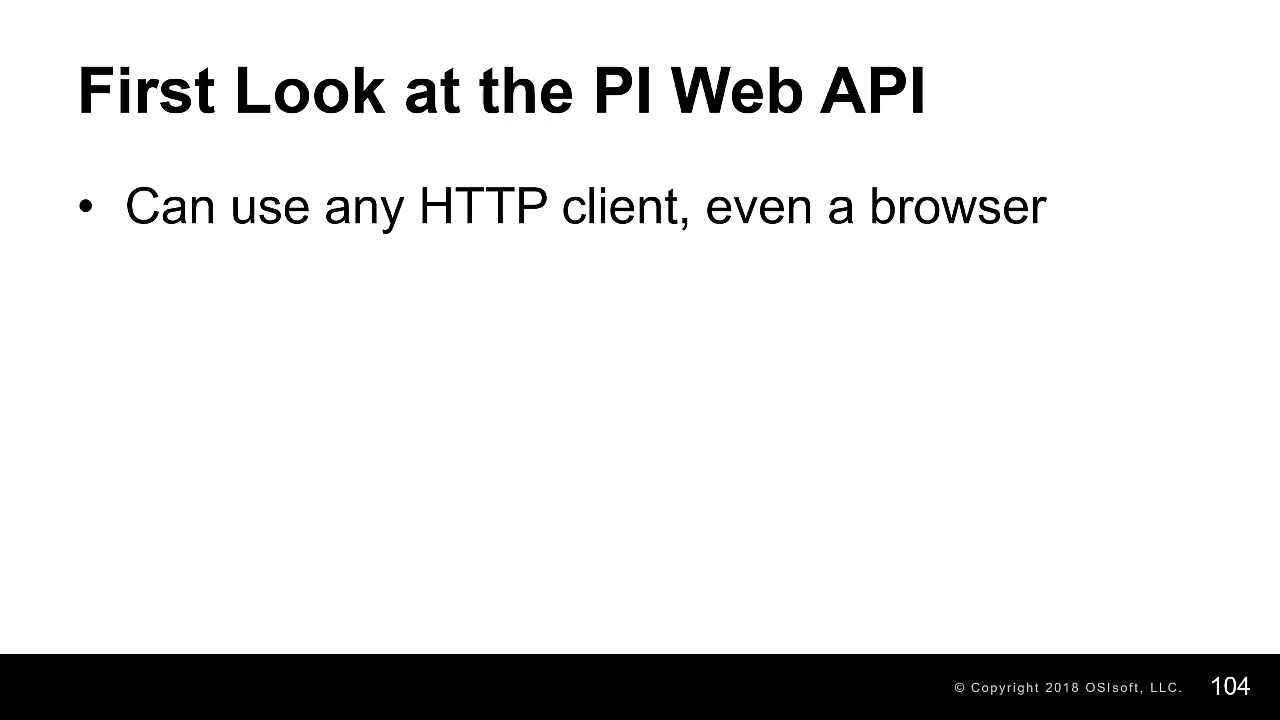 First Look at the PI Web API
• Can use any HTTP client, even a browser
© Copyright 2018 OSIsoft, LLC. 104